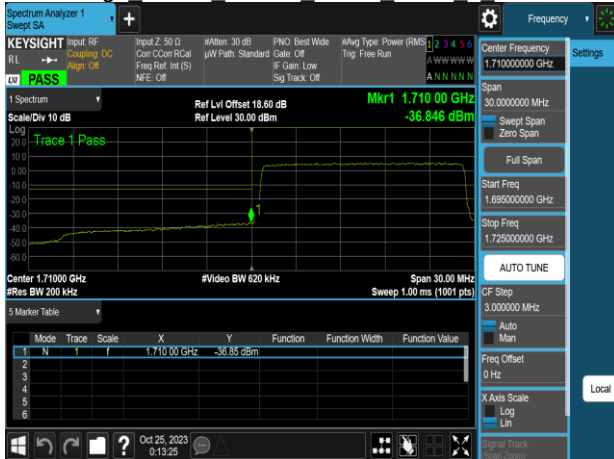 Spectrum Analyzer 1
Swept SA
+
Frequency
KEYSIGHT
RL
LXI
PASS
Input: RF
Coupling: DC
Align: Off
Input Z: 50 Ω
Corr CCorr RCal
Freq Ref: Int (S)
NFE: Off
#Atten: 30 dB
µW Path: Standard
PNO: Best Wide
Gate: Off
IF Gain: Low
Sig Track: Off
#Avg Type: Power (RMS
Trig: Free Run
1 2 3 4 5 6
A WW WW W
A N N N N N
1 Spectrum
Scale/Div 10 dB
Ref Lvl Offset 18.60 dB
Ref Level 30.00 dBm
Mkr1 1.710 00 GHz
-36.846 dBm
Log
Trace 1 Pass
20.0
10.0
0.00
-10.0
-20.0
-30.0
-40.0
-50.0
-60.0
1
Center 1.71000 GHz
#Res BW 200 kHz
#Video BW 620 kHz
Span 30.00 MHz
Sweep 1.00 ms (1001 pts)
5 Marker Table
Mode Trace Scale X Y Function Function Width Function Value
1 N 1 f 1.710 00 GHz -36.85 dBm
2
3
4
5
6
Oct 25, 2023
0:13:25
?
Center Frequency
1.710000000 GHz
Span
30.0000000 MHz
Swept Span
Zero Span
Full Span
Start Freq
1.695000000 GHz
Stop Freq
1.725000000 GHz
AUTO TUNE
CF Step
3.000000 MHz
Auto
Man
Freq Offset
0 Hz
X Axis Scale
Log
Lin
Signal Track
(Span Zoom)
Settings
Local